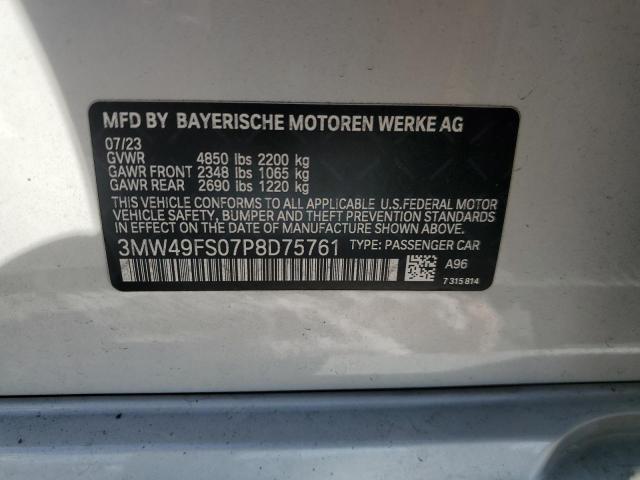 MFD BY BAYERISCHE MOTOREN WERKE AG
07/23
GVWR 4850 lbs 2200 kg
GAWR FRONT 2348 lbs 1065 kg
GAWR REAR 2690 lbs 1220 kg
THIS VEHICLE CONFORMS TO ALL APPLICABLE U.S.FEDERAL MOTOR
VEHICLE SAFETY, BUMPER AND THEFT PREVENTION STANDARDS
IN EFFECT ON THE DATE OF MANUFACTURE SHOWN ABOVE.
3MW49FS07P8D75761 TYPE: PASSENGER CAR
A96
7 315 814